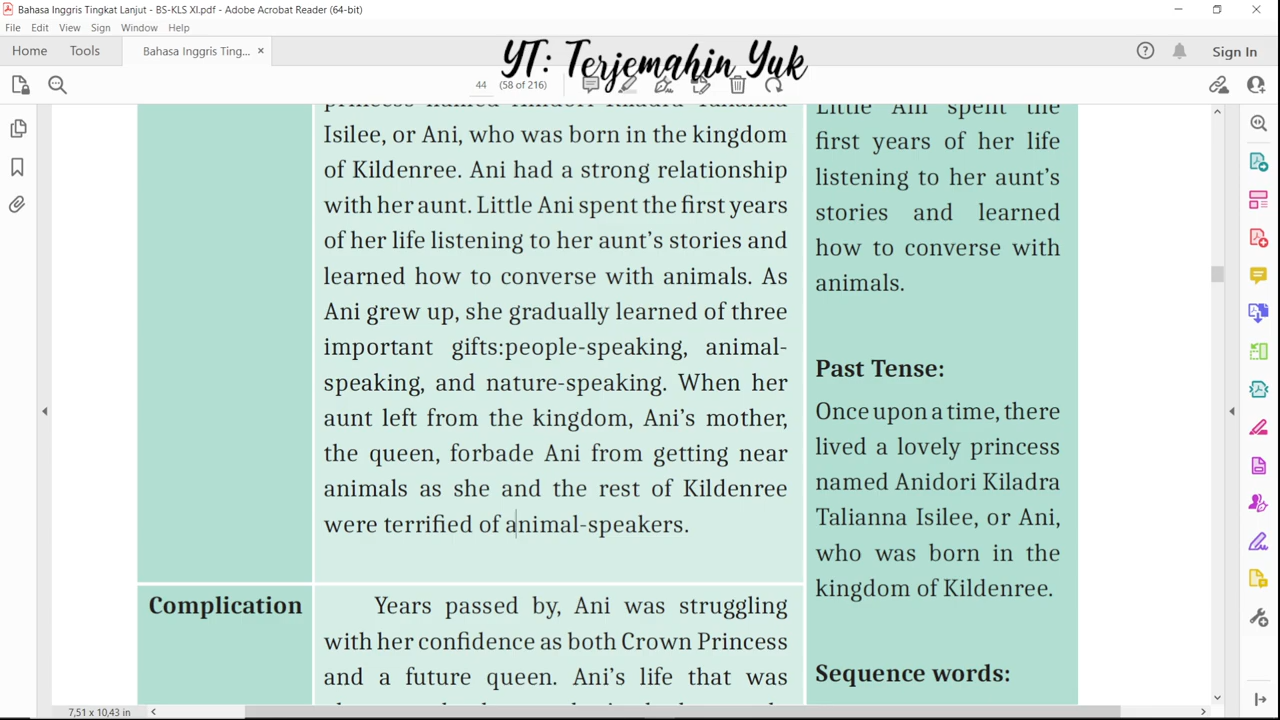 Bahasa Inggris Tingkat Lanjut - BS-KLS XI.pdf - Adobe Acrobat Reader (64-bit)
File Edit View Sign Window Help
Home Tools Bahasa Inggris Ting... × Sign In
YT: Terjemahin Yuk
44 (58 of 216)
princess named Anidori Kiladra Talianna
Isilee, or Ani, who was born in the kingdom
of Kildenree. Ani had a strong relationship
with her aunt. Little Ani spent the first years
of her life listening to her aunt’s stories and
learned how to converse with animals. As
Ani grew up, she gradually learned of three
important gifts:people-speaking, animal-
speaking, and nature-speaking. When her
aunt left from the kingdom, Ani’s mother,
the queen, forbade Ani from getting near
animals as she and the rest of Kildenree
were terrified of animal-speakers.
Complication
Years passed by, Ani was struggling
with her confidence as both Crown Princess
and a future queen. Ani’s life that was
Little Ani spent the
first years of her life
listening to her aunt’s
stories and learned
how to converse with
animals.
Past Tense:
Once upon a time, there
lived a lovely princess
named Anidori Kiladra
Talianna Isilee, or Ani,
who was born in the
kingdom of Kildenree.
Sequence words:
7,51 x 10,43 in